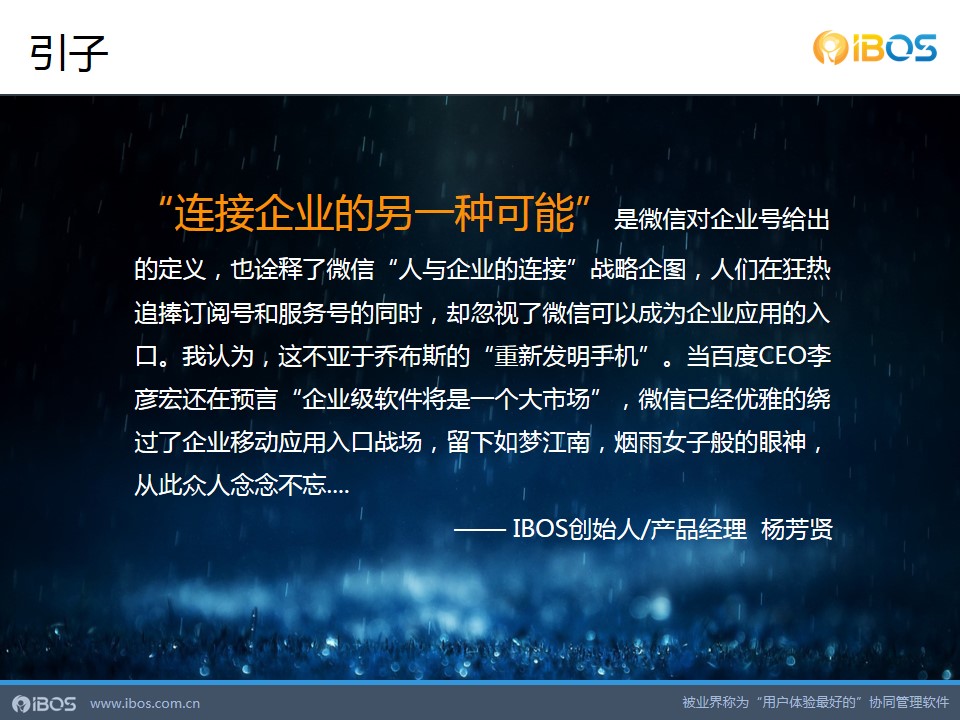 引子
IBOS
“连接企业的另一种可能” 是微信对企业号给出
的定义，也诠释了微信“人与企业的连接”战略企图，人们在狂热
追捧订阅号和服务号的同时，却忽视了微信可以成为企业应用的入
口。我认为，这不亚于乔布斯的“重新发明手机”。当百度CEO李
彦宏还在预言“企业级软件将是一个大市场”，微信已经优雅的绕
过了企业移动应用入口战场，留下如梦江南，烟雨女子般的眼神，
从此众人念念不忘....
—— IBOS创始人/产品经理 杨芳贤
IBOS www.ibos.com.cn
被业界称为“用户体验最好的”协同管理软件